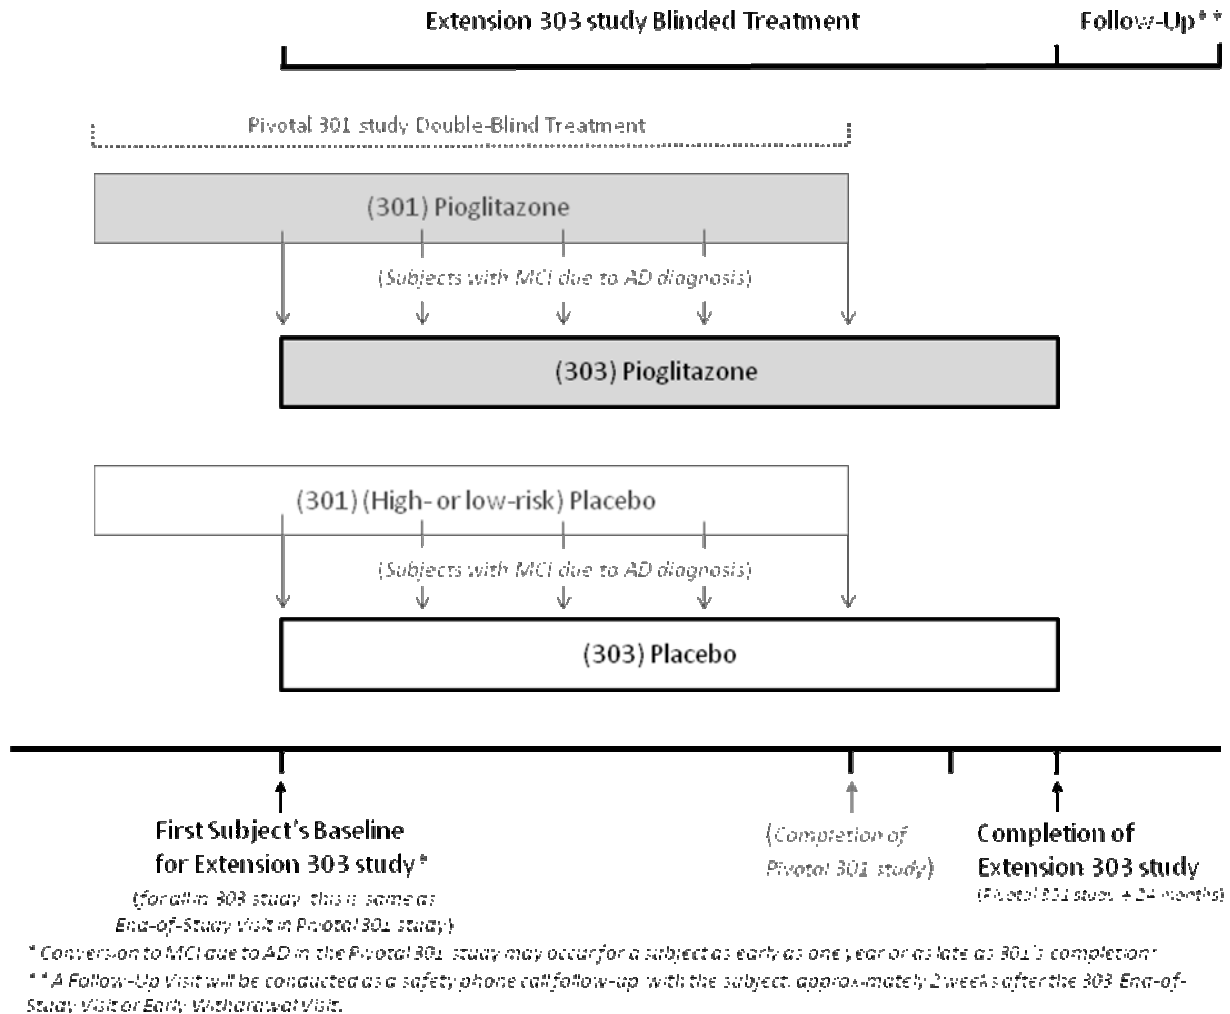 Extension 303 study Blinded Treatment
Follow-Up**
Pivotal 301 study Double-Blind Treatment
(301) Pioglitazone
(Subjects with MCI due to AD diagnosis)
(303) Pioglitazone
(301) (High- or low-risk) Placebo
(Subjects with MCI due to AD diagnosis)
(303) Placebo
First Subject's Baseline
for Extension 303 study*
(for all in 303 study, this is same as
End-of-Study Visit in Pivotal 301 study)
(Completion of
Pivotal 301 study)
Completion of
Extension 303 study
(Pivotal 301 study + 24 months)
* Conversion to MCI due to AD in the Pivotal 301 study may occur for a subject as early as one year or as late as 301's completion.
** A Follow-Up Visit will be conducted as a safety phone call follow-up with the subject, approximately 2 weeks after the 303 End-of-
Study Visit or Early Withdrawal Visit.